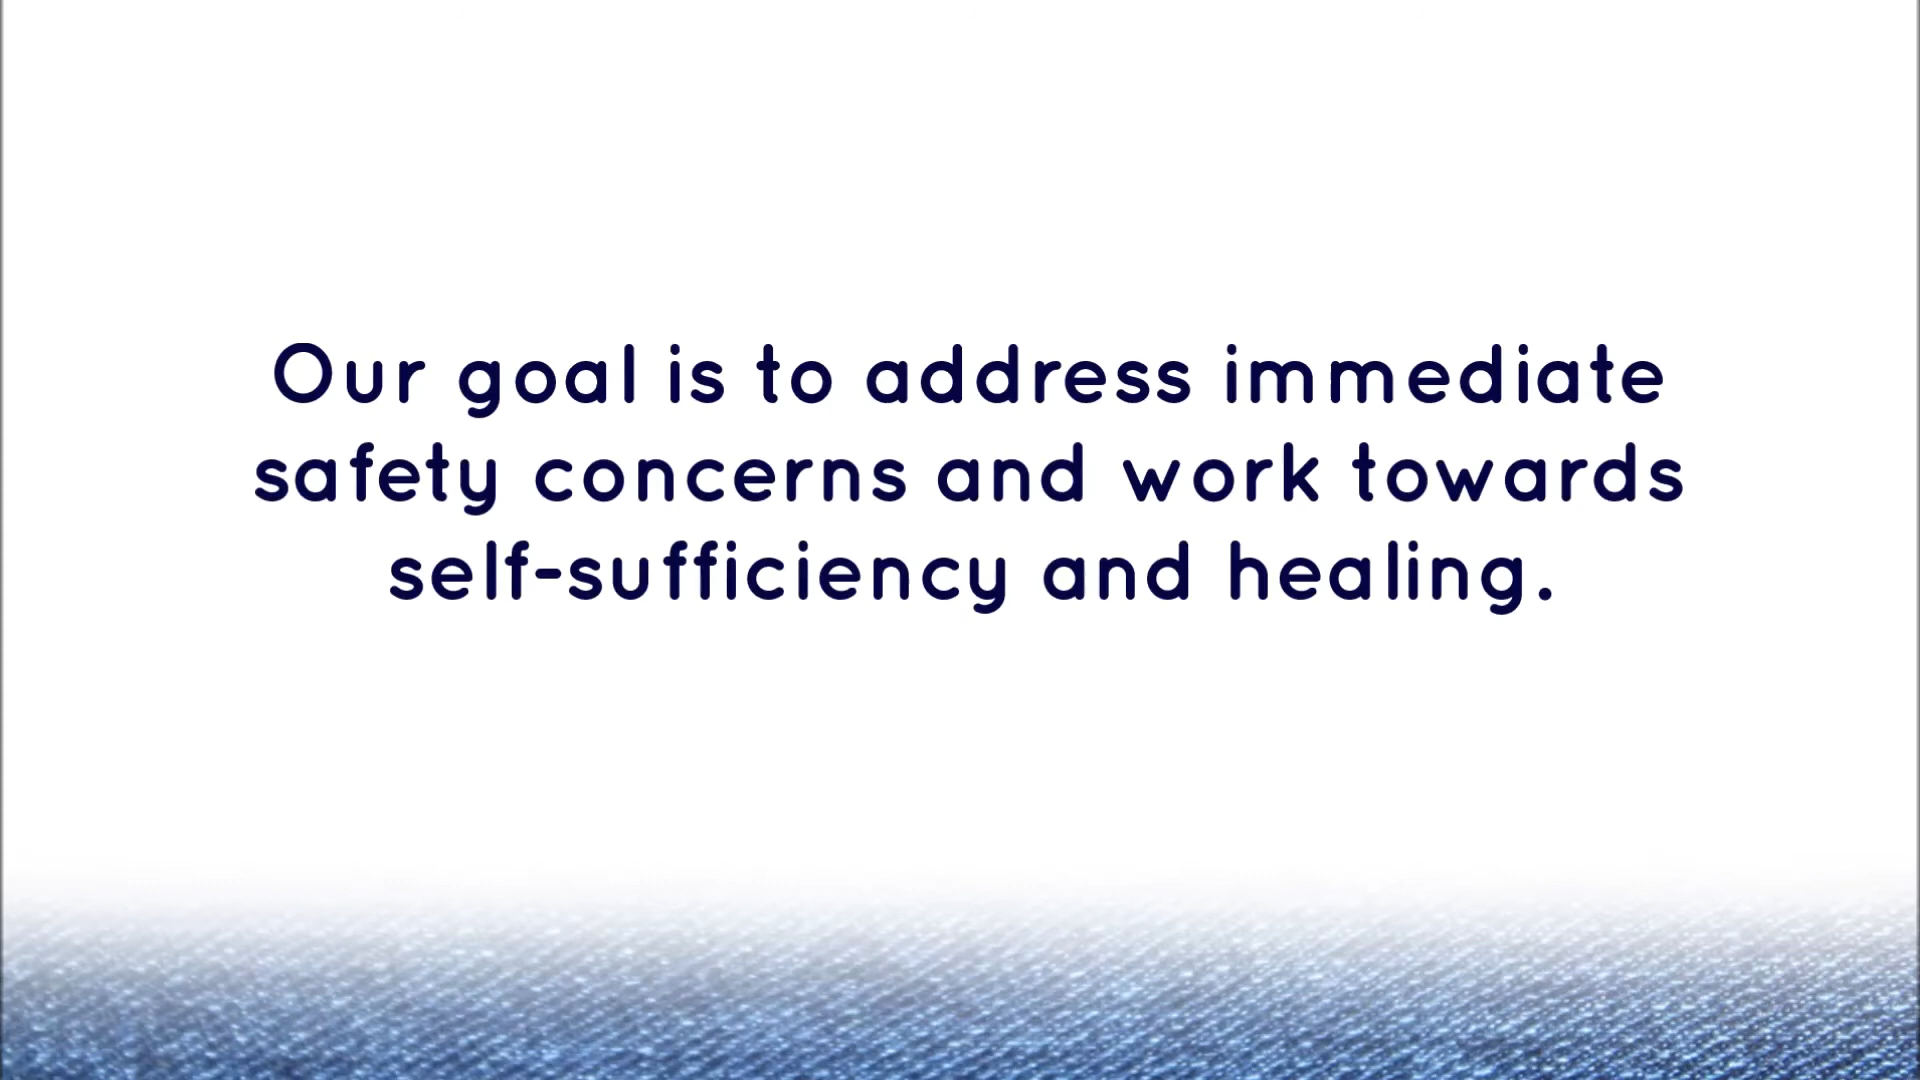 Our goal is to address immediate
safety concerns and work towards
self-sufficiency and healing.